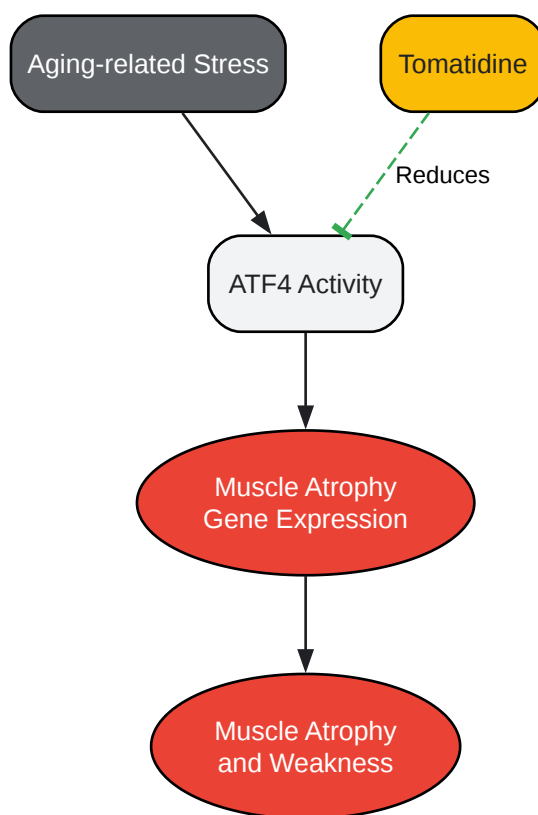 Aging-related Stress
Tomatidine
Reduces
ATF4 Activity
Muscle Atrophy
Gene Expression
Muscle Atrophy
and Weakness